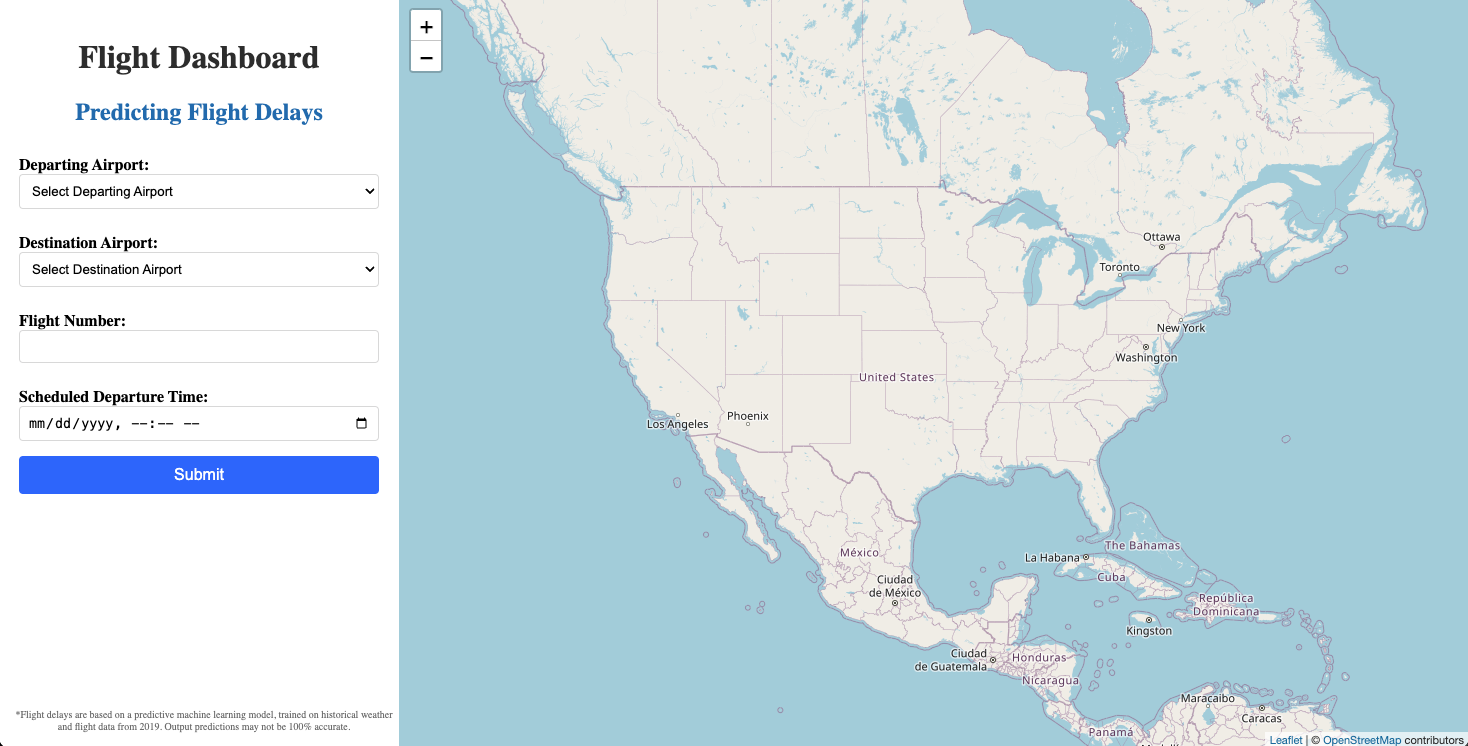 Flight Dashboard
Predicting Flight Delays
Departing Airport:
Select Departing Airport
Destination Airport:
Select Destination Airport
Flight Number:
Scheduled Departure Time:
mm/dd/yyyy, --:-- --
Submit
*Flight delays are based on a predictive machine learning model, trained on historical weather
and flight data from 2019. Output predictions may not be 100% accurate.
+
−
Ottawa
Toronto
New York
Washington
United States
Phoenix
Los Angeles
México
Ciudad
de México
La Habana
The Bahamas
Cuba
República
Dominicana
Kingston
Ciudad
de Guatemala
Honduras
Nicaragua
Maracaibo
Caracas
Panamá
Leaflet | © OpenStreetMap contributors